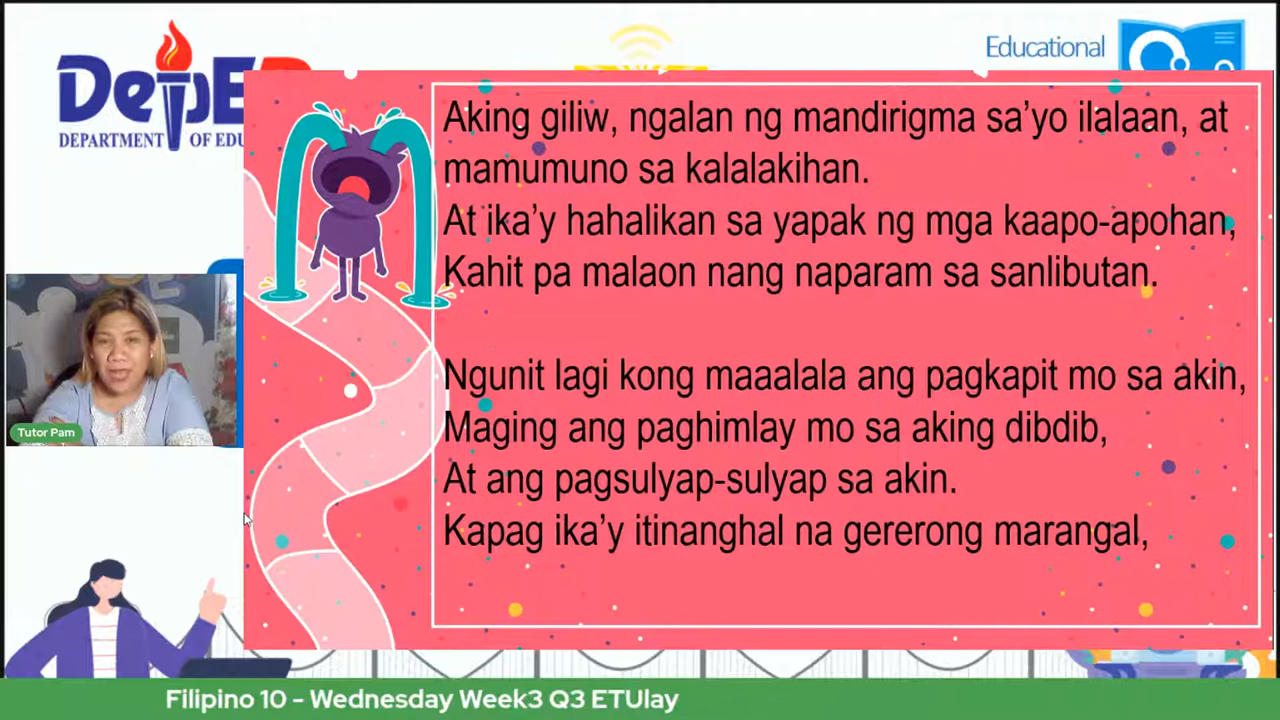 DepED
DEPARTMENT OF EDU
Educational
Aking giliw, ngalan ng mandirigma sa’yo ilalaan, at
mamumuno sa kalalakihan.
At ika’y hahalikan sa yapak ng mga kaapo-apohan,
Kahit pa malaon nang naparam sa sanlibutan.
Ngunit lagi kong maaalala ang pagkapit mo sa akin,
Maging ang paghimlay mo sa aking dibdib,
At ang pagsulyap-sulyap sa akin.
Kapag ika’y itinanghal na gererong marangal,
Tutor Pam
Filipino 10 - Wednesday Week3 Q3 ETUlay